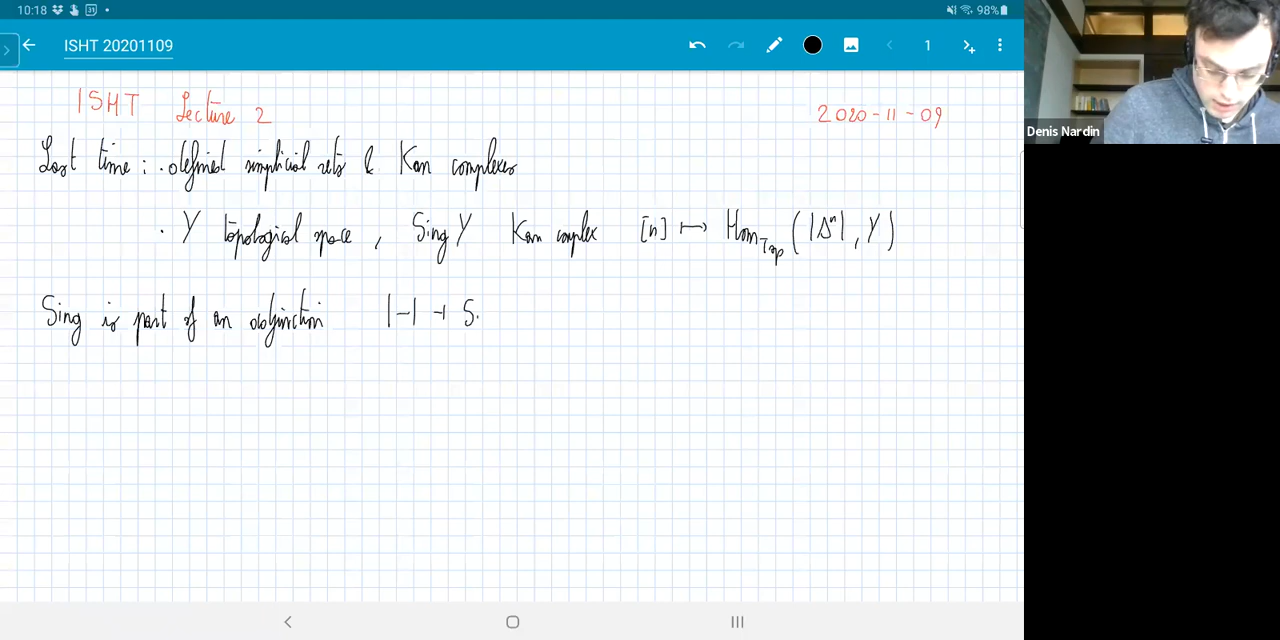 10:18
98%
ISHT 20201109
1
ISHT Lecture 2
2020-11-09
Denis Nardin
Last time: · defined simplicial sets & Kan complexes
· Y topological space, Sing Y Kan complex [n] ↦ Hom_Top (|Δⁿ|, Y)
Sing is part of an adjunction |-| ⊣ S